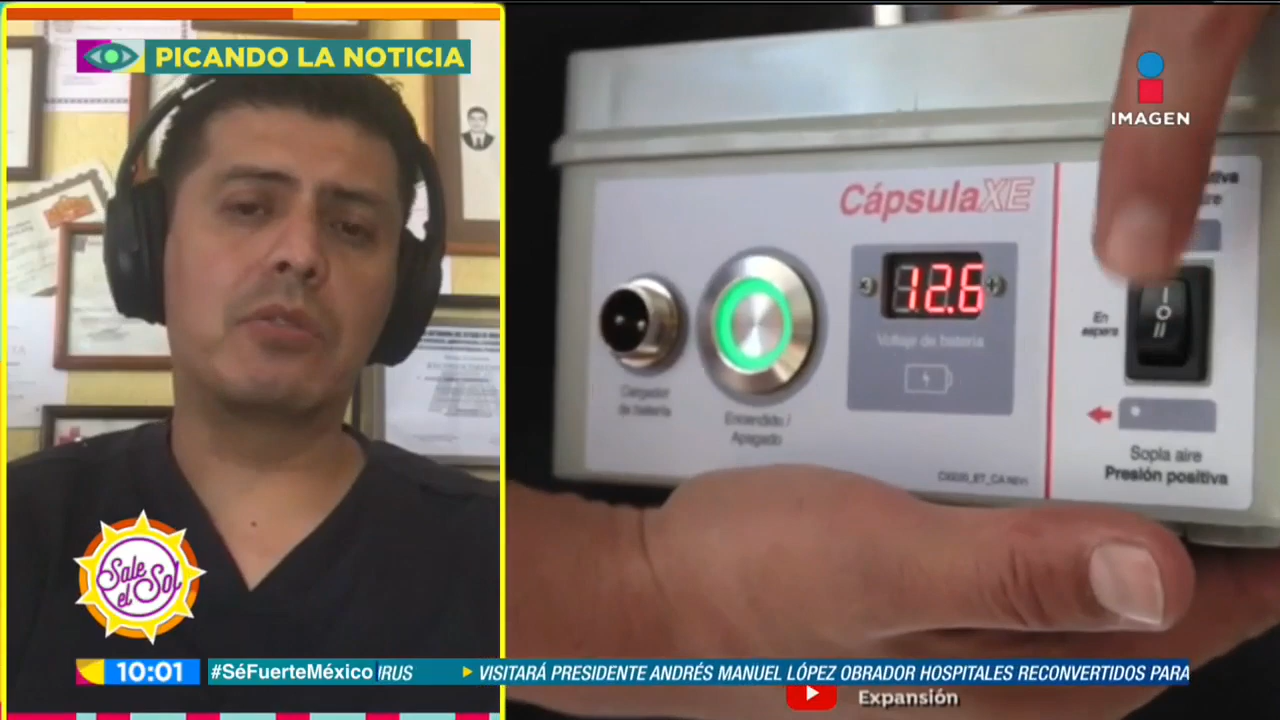 PICANDO LA NOTICIA
IMAGEN
CápsulaXE
12.6
Voltaje de batería
Cargador
de batería
Encendido /
Apagado
En
espera
I
O
II
Sopla aire
Presión positiva
Sale
el Sol
10:01
#SéFuerteMéxico
IRUS
VISITARÁ PRESIDENTE ANDRÉS MANUEL LÓPEZ OBRADOR HOSPITALES RECONVERTIDOS PARA
Expansión